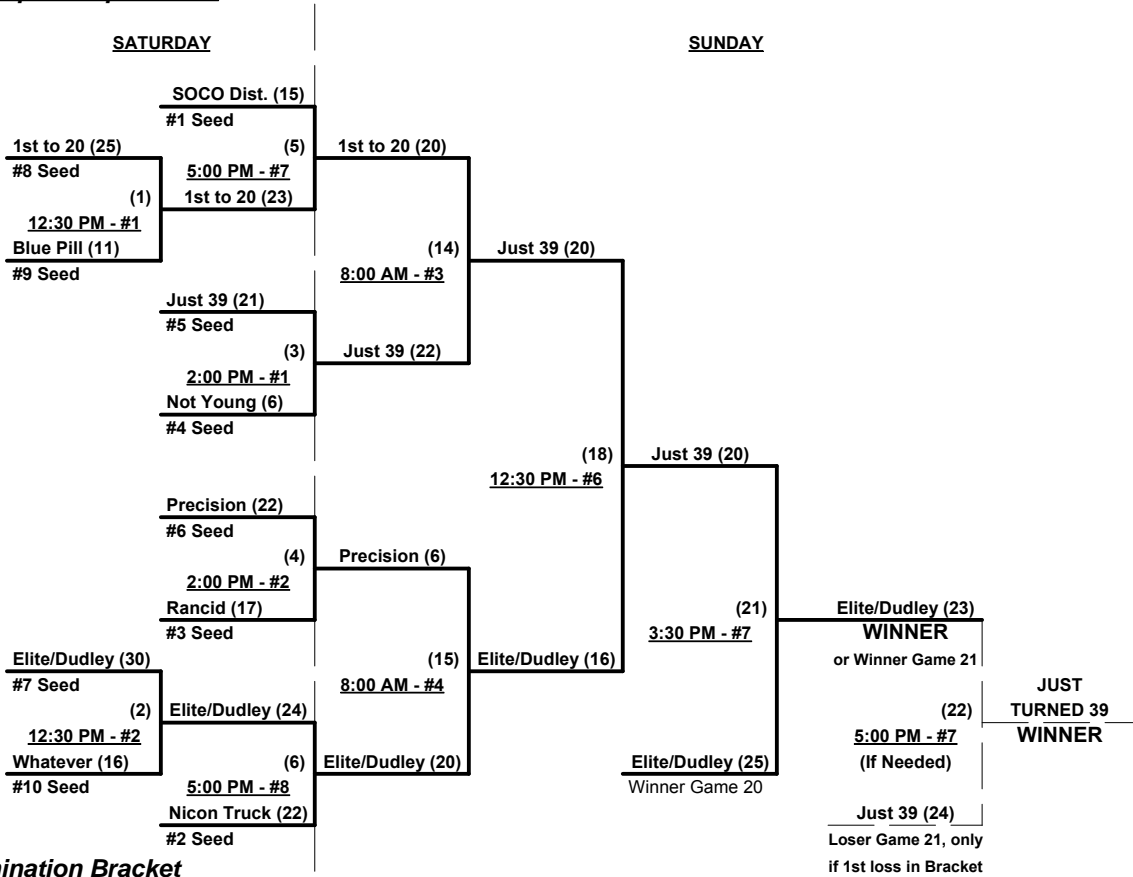 SATURDAY
SUNDAY
SOCO Dist. (15)
#1 Seed
1st to 20 (25)
#8 Seed
(5)
5:00 PM - #7
1st to 20 (20)
(1)
12:30 PM - #1
1st to 20 (23)
Blue Pill (11)
#9 Seed
(14)
8:00 AM - #3
Just 39 (20)
Just 39 (21)
#5 Seed
(3)
2:00 PM - #1
Just 39 (22)
Not Young (6)
#4 Seed
(18)
12:30 PM - #6
Just 39 (20)
Precision (22)
#6 Seed
(4)
2:00 PM - #2
Precision (6)
Rancid (17)
#3 Seed
(21)
3:30 PM - #7
Elite/Dudley (23)
WINNER
or Winner Game 21
Elite/Dudley (30)
#7 Seed
(15)
8:00 AM - #4
Elite/Dudley (16)
(2)
12:30 PM - #2
Elite/Dudley (24)
Whatever (16)
#10 Seed
(6)
5:00 PM - #8
Elite/Dudley (20)
Nicon Truck (22)
#2 Seed
Elite/Dudley (25)
Winner Game 20
(22)
5:00 PM - #7
(If Needed)
JUST
TURNED 39
WINNER
Just 39 (24)
Loser Game 21, only
if 1st loss in Bracket
mination Bracket